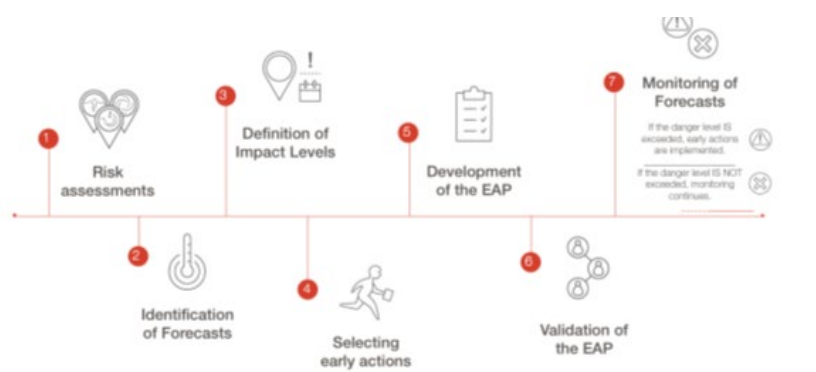 1
Risk
assessments
2
Identification
of Forecasts
3
Definition of
Impact Levels
4
Selecting
early actions
5
Development
of the EAP
6
Validation of
the EAP
7
Monitoring of
Forecasts
If the danger level IS
exceeded, early actions
are implemented.
If the danger level IS NOT
exceeded, monitoring
continues.